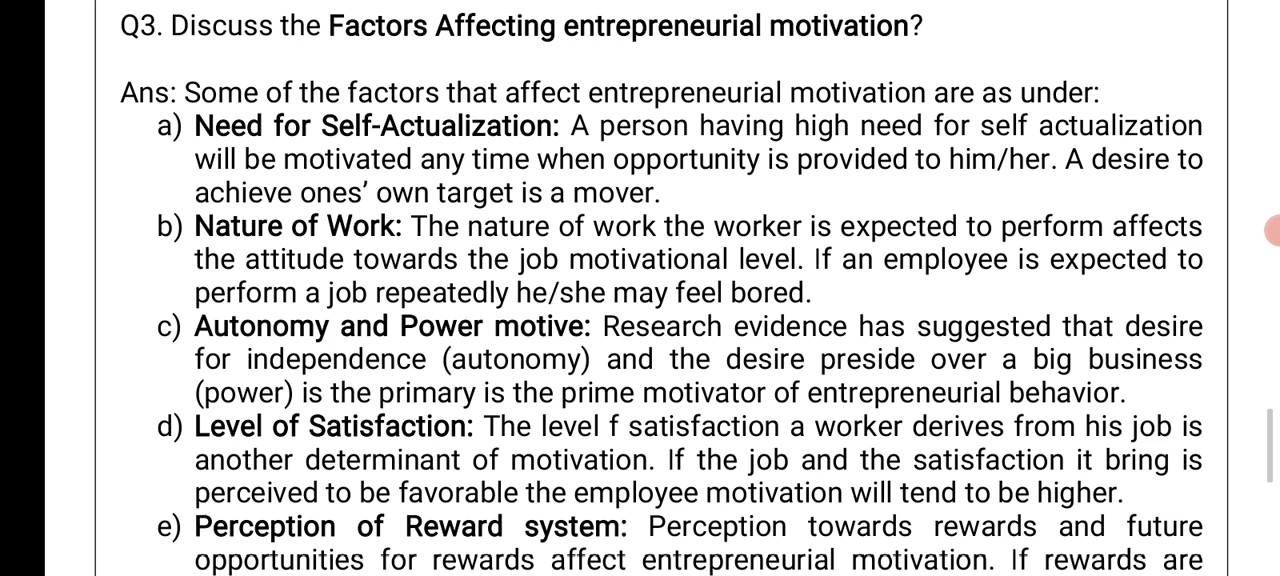 Q3. Discuss the Factors Affecting entrepreneurial motivation?
Ans: Some of the factors that affect entrepreneurial motivation are as under:
a) Need for Self-Actualization: A person having high need for self actualization
will be motivated any time when opportunity is provided to him/her. A desire to
achieve ones’ own target is a mover.
b) Nature of Work: The nature of work the worker is expected to perform affects
the attitude towards the job motivational level. If an employee is expected to
perform a job repeatedly he/she may feel bored.
c) Autonomy and Power motive: Research evidence has suggested that desire
for independence (autonomy) and the desire preside over a big business
(power) is the primary is the prime motivator of entrepreneurial behavior.
d) Level of Satisfaction: The level f satisfaction a worker derives from his job is
another determinant of motivation. If the job and the satisfaction it bring is
perceived to be favorable the employee motivation will tend to be higher.
e) Perception of Reward system: Perception towards rewards and future
opportunities for rewards affect entrepreneurial motivation. If rewards are